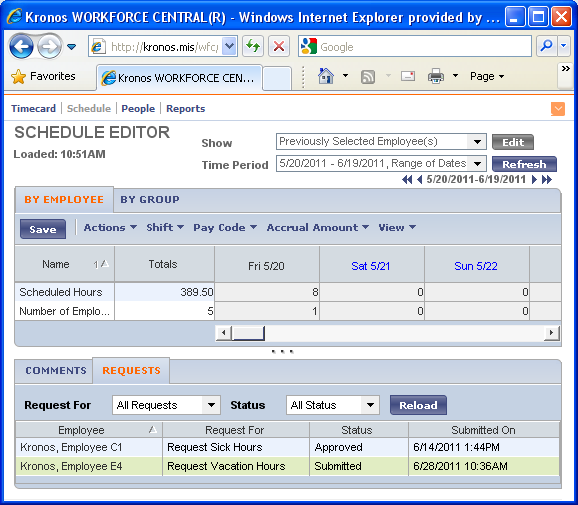 Kronos WORKFORCE CENTRAL(R) - Windows Internet Explorer provided by ...
http://kronos.mis/wfc/
Google
Favorites Kronos WORKFORCE CEN... Page
Timecard | Schedule | People | Reports
SCHEDULE EDITOR
Loaded: 10:51AM
Show Previously Selected Employee(s) Edit
Time Period 5/20/2011 - 6/19/2011, Range of Dates Refresh
5/20/2011-6/19/2011
BY EMPLOYEE BY GROUP
Save Actions Shift Pay Code Accrual Amount View
Name 1 Totals Fri 5/20 Sat 5/21 Sun 5/22
Scheduled Hours 389.50 8 0 0
Number of Emplo... 5 1 0 0
COMMENTS REQUESTS
Request For All Requests Status All Status Reload
Employee Request For Status Submitted On
Kronos, Employee C1 Request Sick Hours Approved 6/14/2011 1:44PM
Kronos, Employee E4 Request Vacation Hours Submitted 6/28/2011 10:36AM